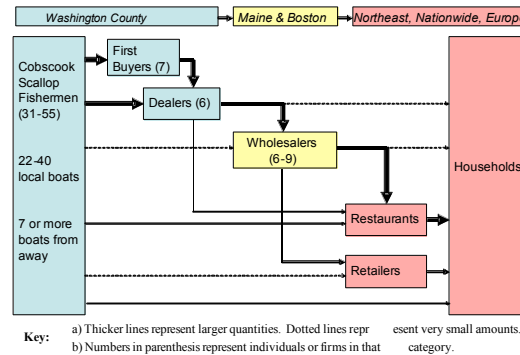 Washington County
Maine & Boston
Northeast, Nationwide, Europe
First
Buyers (7)
Cobscook
Scallop
Fishermen
(31-55)
22-40
local boats
7 or more
boats from
away
Dealers (6)
Wholesalers
(6-9)
Households
Restaurants
Retailers
Key:
a) Thicker lines represent larger quantities. Dotted lines repr esent very small amounts.
b) Numbers in parenthesis represent individuals or firms in that category.